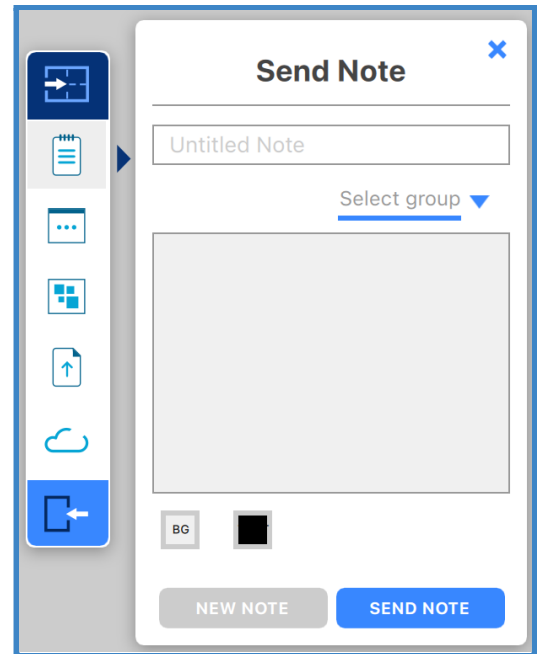 Send Note
Untitled Note
Select group
BG
NEW NOTE
SEND NOTE